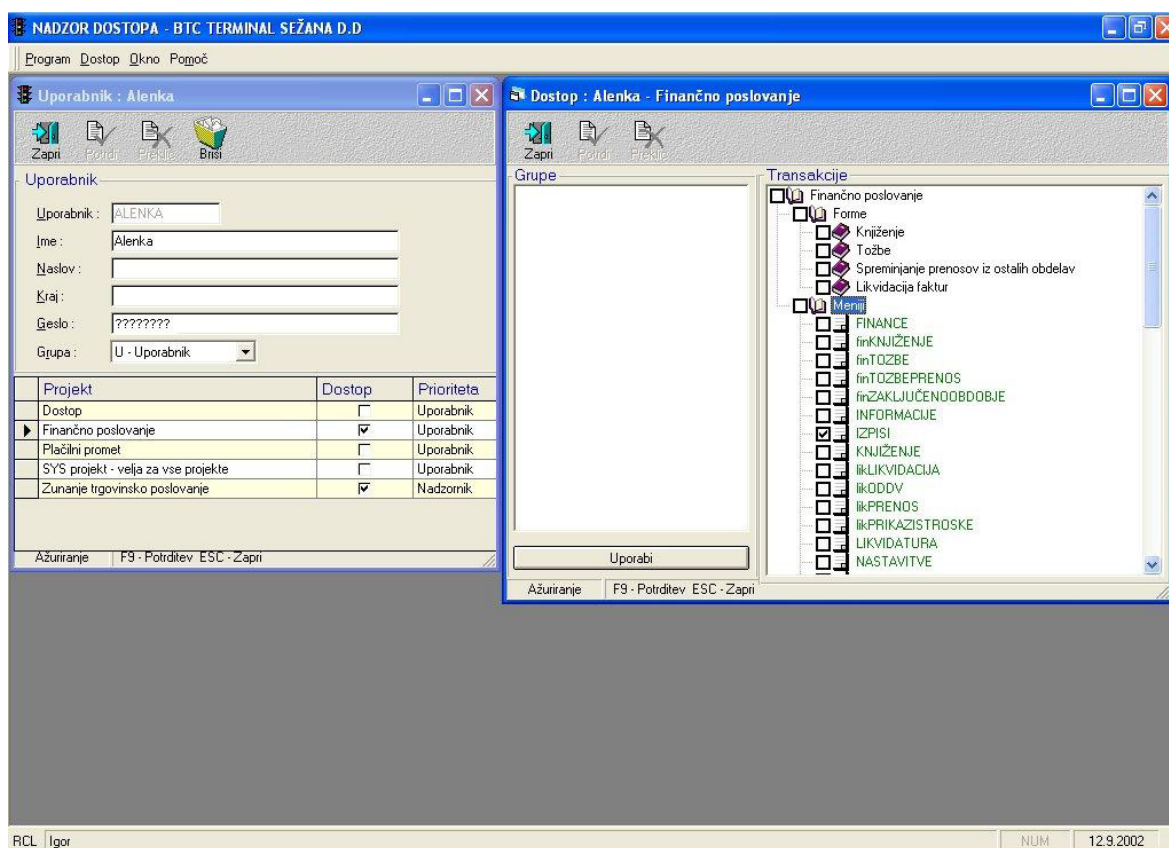 NADZOR DOSTOPA - BTC TERMINAL SEŽANA D.D
Program Dostop Okno Pomoč
Uporabnik : Alenka
Zapri Potrdi Prekliči Briši
Uporabnik
Uporabnik : ALENKA
Ime : Alenka
Naslov :
Kraj :
Geslo : ????????
Grupa : U - Uporabnik
Projekt Dostop Prioriteta
Dostop Uporabnik
Finančno poslovanje Uporabnik
Plačilni promet Uporabnik
SYS projekt - velja za vse projekte Uporabnik
Zunanje trgovinsko poslovanje Nadzornik
Ažuriranje F9 - Potrditev ESC - Zapri
Dostop : Alenka - Finančno poslovanje
Zapri Potrdi Prekliči
Grupe
Uporabi
Transakcije
Finančno poslovanje
Forme
Knjiženje
Tožbe
Spreminjanje prenosov iz ostalih obdelav
Likvidacija faktur
Meniji
FINANCE
finKNJIŽENJE
finTOZBE
finTOZBEPRENOS
finZAKLJUČENOOBDOBJE
INFORMACIJE
IZPISI
KNJIŽENJE
likLIKVIDACIJA
likODDV
likPRENOS
likPRIKAZISTROSKE
LIKVIDATURA
NASTAVITVE
Ažuriranje F9 - Potrditev ESC - Zapri
RCL Igor NUM 12.9.2002